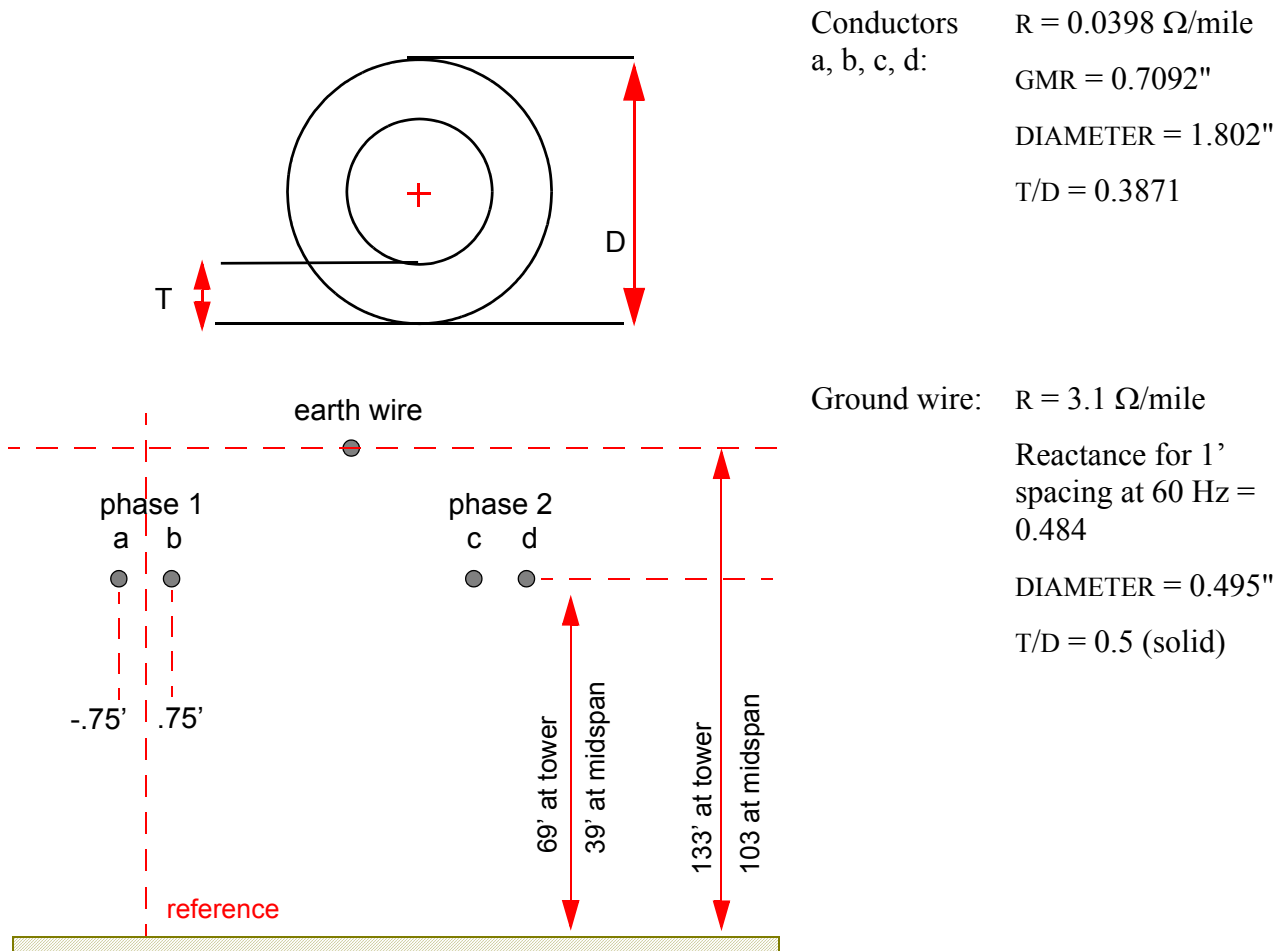 Conductors
a, b, c, d:
R = 0.0398 Ω/mile
GMR = 0.7092"
DIAMETER = 1.802"
T/D = 0.3871
D
T
Ground wire:
R = 3.1 Ω/mile
Reactance for 1’
spacing at 60 Hz =
0.484
DIAMETER = 0.495"
T/D = 0.5 (solid)
earth wire
phase 1
a b
phase 2
c d
-.75’ .75’
69’ at tower
39’ at midspan
133’ at tower
103 at midspan
reference